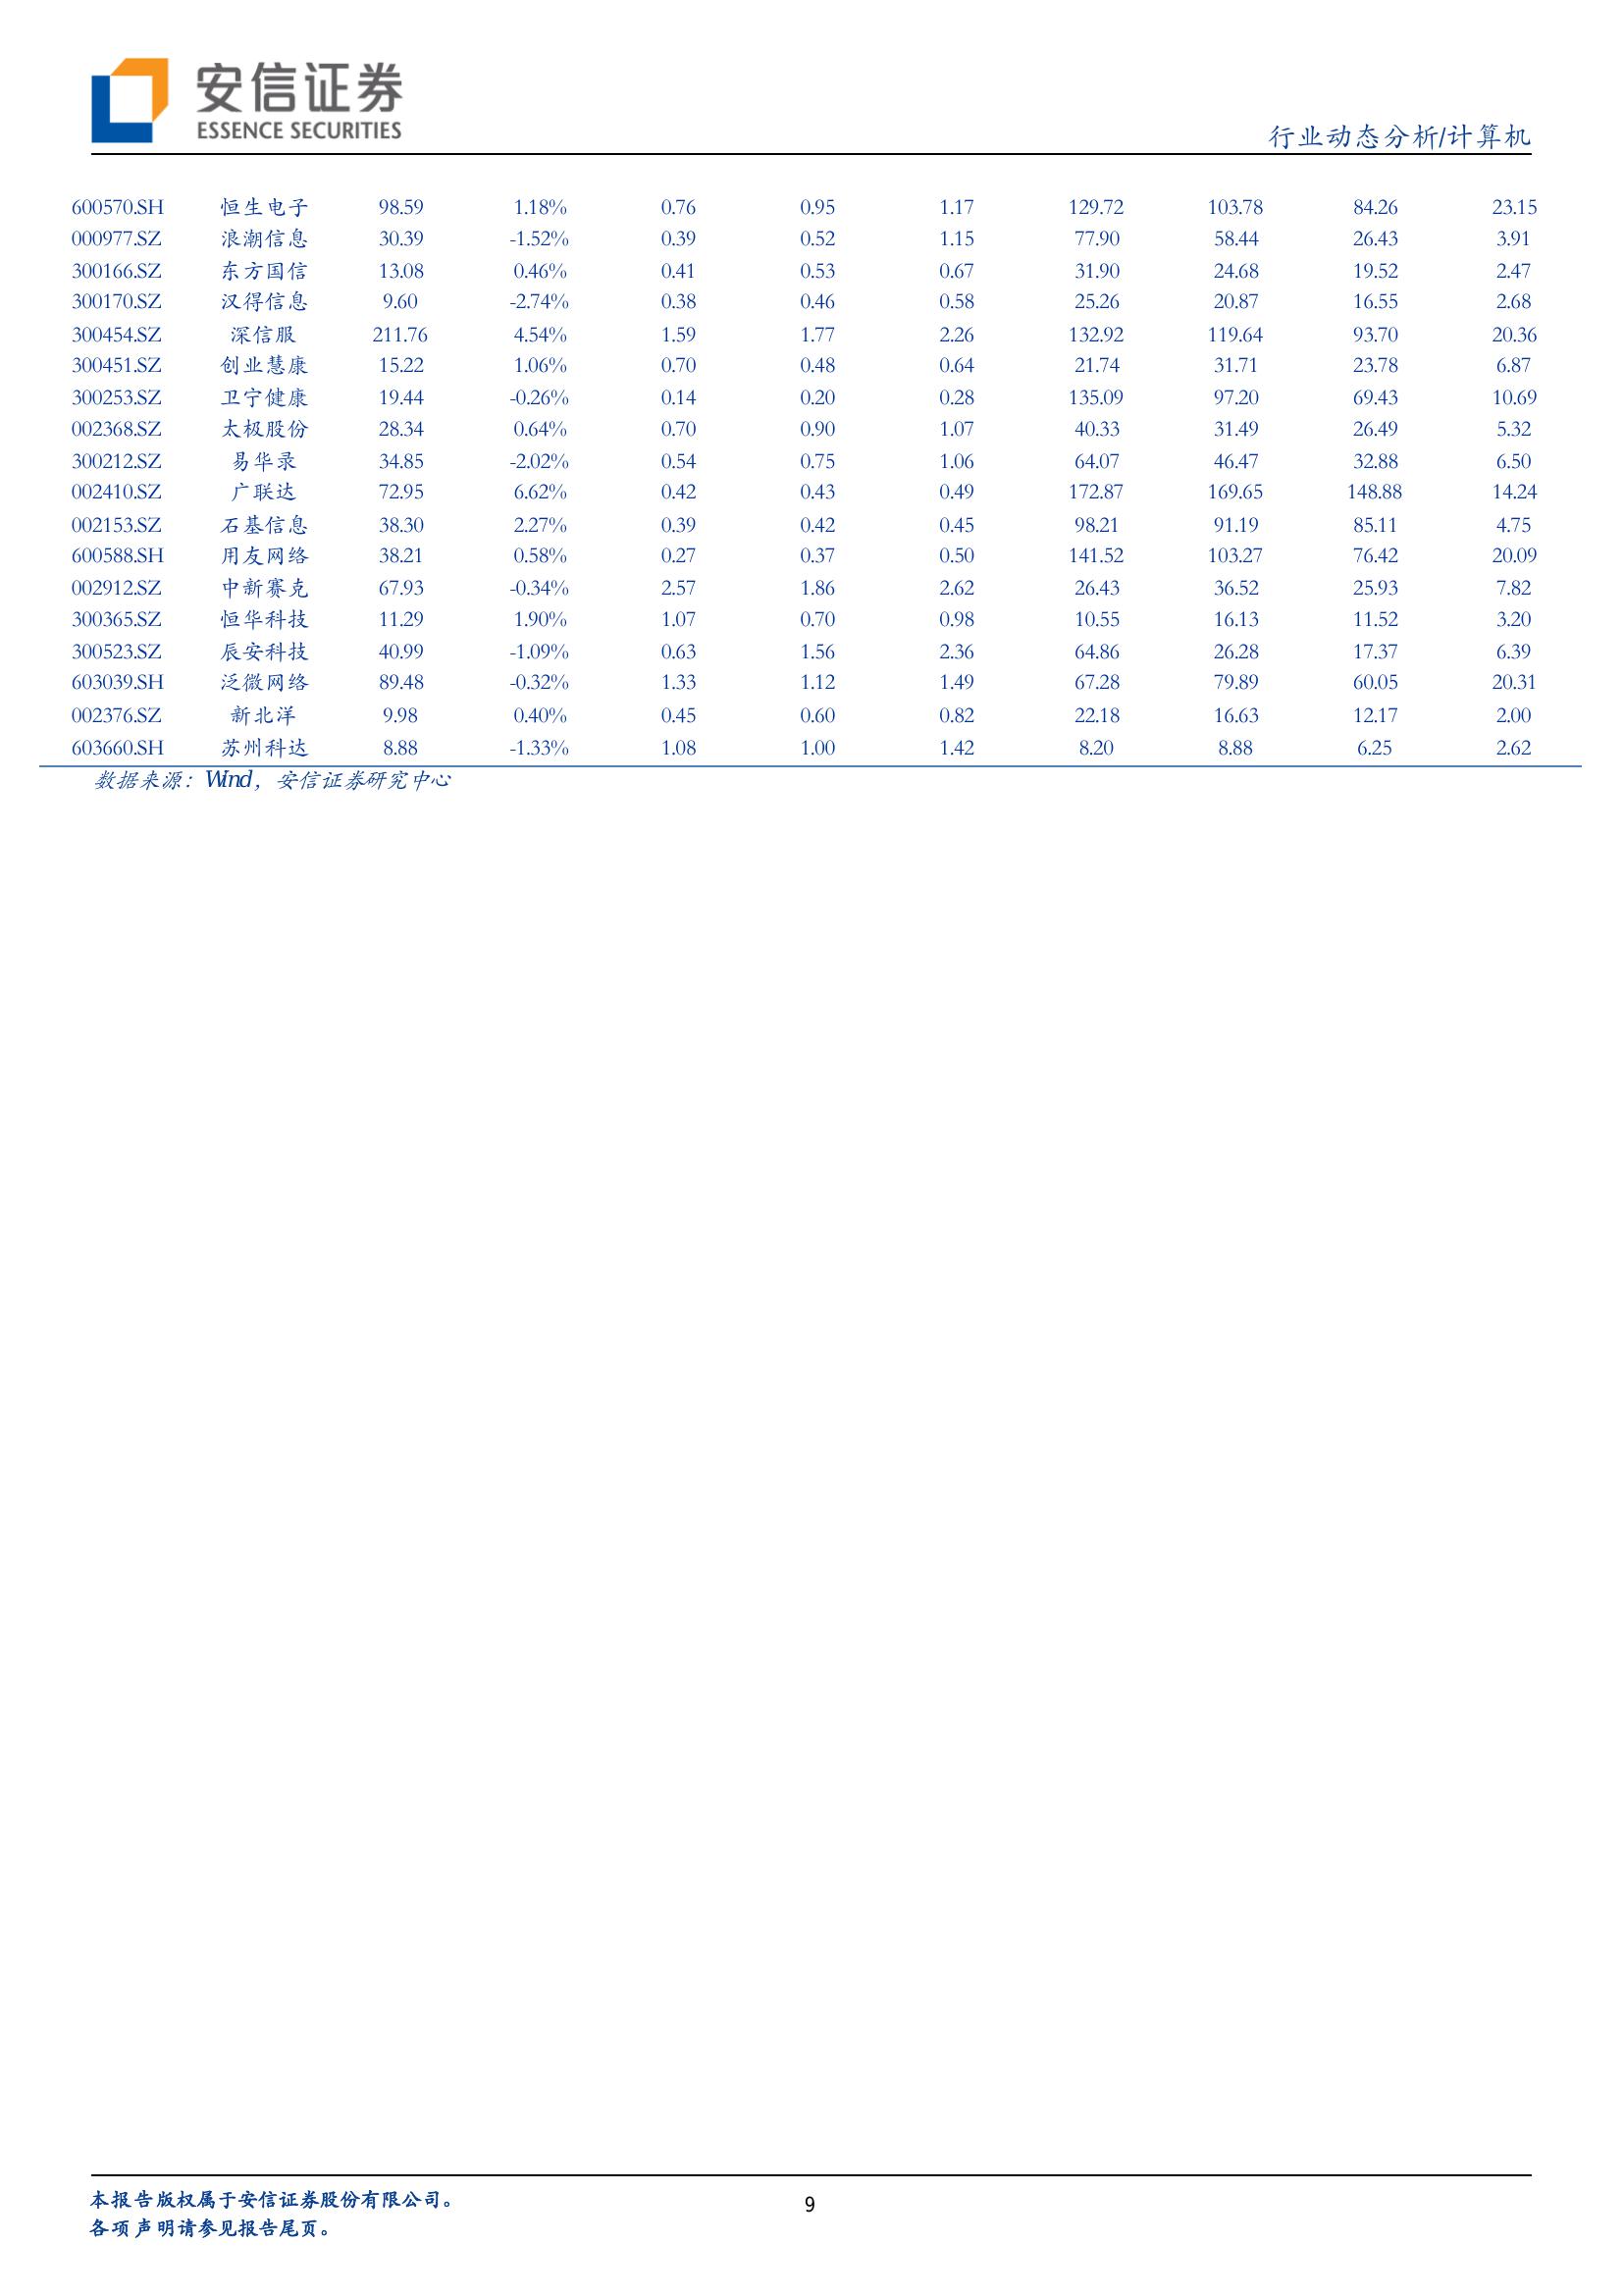 安信证券
ESSENCE SECURITIES
行业动态分析/计算机
600570.SH 恒生电子 98.59 1.18% 0.76 0.95 1.17 129.72 103.78 84.26 23.15
000977.SZ 浪潮信息 30.39 -1.52% 0.39 0.52 1.15 77.90 58.44 26.43 3.91
300166.SZ 东方国信 13.08 0.46% 0.41 0.53 0.67 31.90 24.68 19.52 2.47
300170.SZ 汉得信息 9.60 -2.74% 0.38 0.46 0.58 25.26 20.87 16.55 2.68
300454.SZ 深信服 211.76 4.54% 1.59 1.77 2.26 132.92 119.64 93.70 20.36
300451.SZ 创业慧康 15.22 1.06% 0.70 0.48 0.64 21.74 31.71 23.78 6.87
300253.SZ 卫宁健康 19.44 -0.26% 0.14 0.20 0.28 135.09 97.20 69.43 10.69
002368.SZ 太极股份 28.34 0.64% 0.70 0.90 1.07 40.33 31.49 26.49 5.32
300212.SZ 易华录 34.85 -2.02% 0.54 0.75 1.06 64.07 46.47 32.88 6.50
002410.SZ 广联达 72.95 6.62% 0.42 0.43 0.49 172.87 169.65 148.88 14.24
002153.SZ 石基信息 38.30 2.27% 0.39 0.42 0.45 98.21 91.19 85.11 4.75
600588.SH 用友网络 38.21 0.58% 0.27 0.37 0.50 141.52 103.27 76.42 20.09
002912.SZ 中新赛克 67.93 -0.34% 2.57 1.86 2.62 26.43 36.52 25.93 7.82
300365.SZ 恒华科技 11.29 1.90% 1.07 0.70 0.98 10.55 16.13 11.52 3.20
300523.SZ 辰安科技 40.99 -1.09% 0.63 1.56 2.36 64.86 26.28 17.37 6.39
603039.SH 泛微网络 89.48 -0.32% 1.33 1.12 1.49 67.28 79.89 60.05 20.31
002376.SZ 新北洋 9.98 0.40% 0.45 0.60 0.82 22.18 16.63 12.17 2.00
603660.SH 苏州科达 8.88 -1.33% 1.08 1.00 1.42 8.20 8.88 6.25 2.62
数据来源：Wind，安信证券研究中心
本报告版权属于安信证券股份有限公司。
各项声明请参见报告尾页。
9